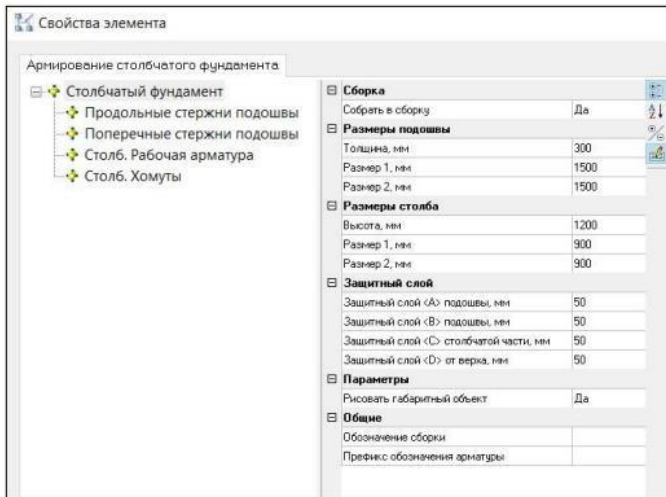 Свойства элемента
Армирование столбчатого фундамента
Столбчатый фундамент
Продольные стержни подошвы
Поперечные стержни подошвы
Столб. Рабочая арматура
Столб. Хомуты
Сборка
Собрать в сборку Да
Размеры подошвы
Толщина, мм 300
Размер 1, мм 1500
Размер 2, мм 1500
Размеры столба
Высота, мм 1200
Размер 1, мм 900
Размер 2, мм 900
Защитный слой
Защитный слой <A> подошвы, мм 50
Защитный слой <B> подошвы, мм 50
Защитный слой <C> столбчатой части, мм 50
Защитный слой <D> от верха, мм 50
Параметры
Рисовать габаритный объект Да
Общие
Обозначение сборки
Префикс обозначения арматуры